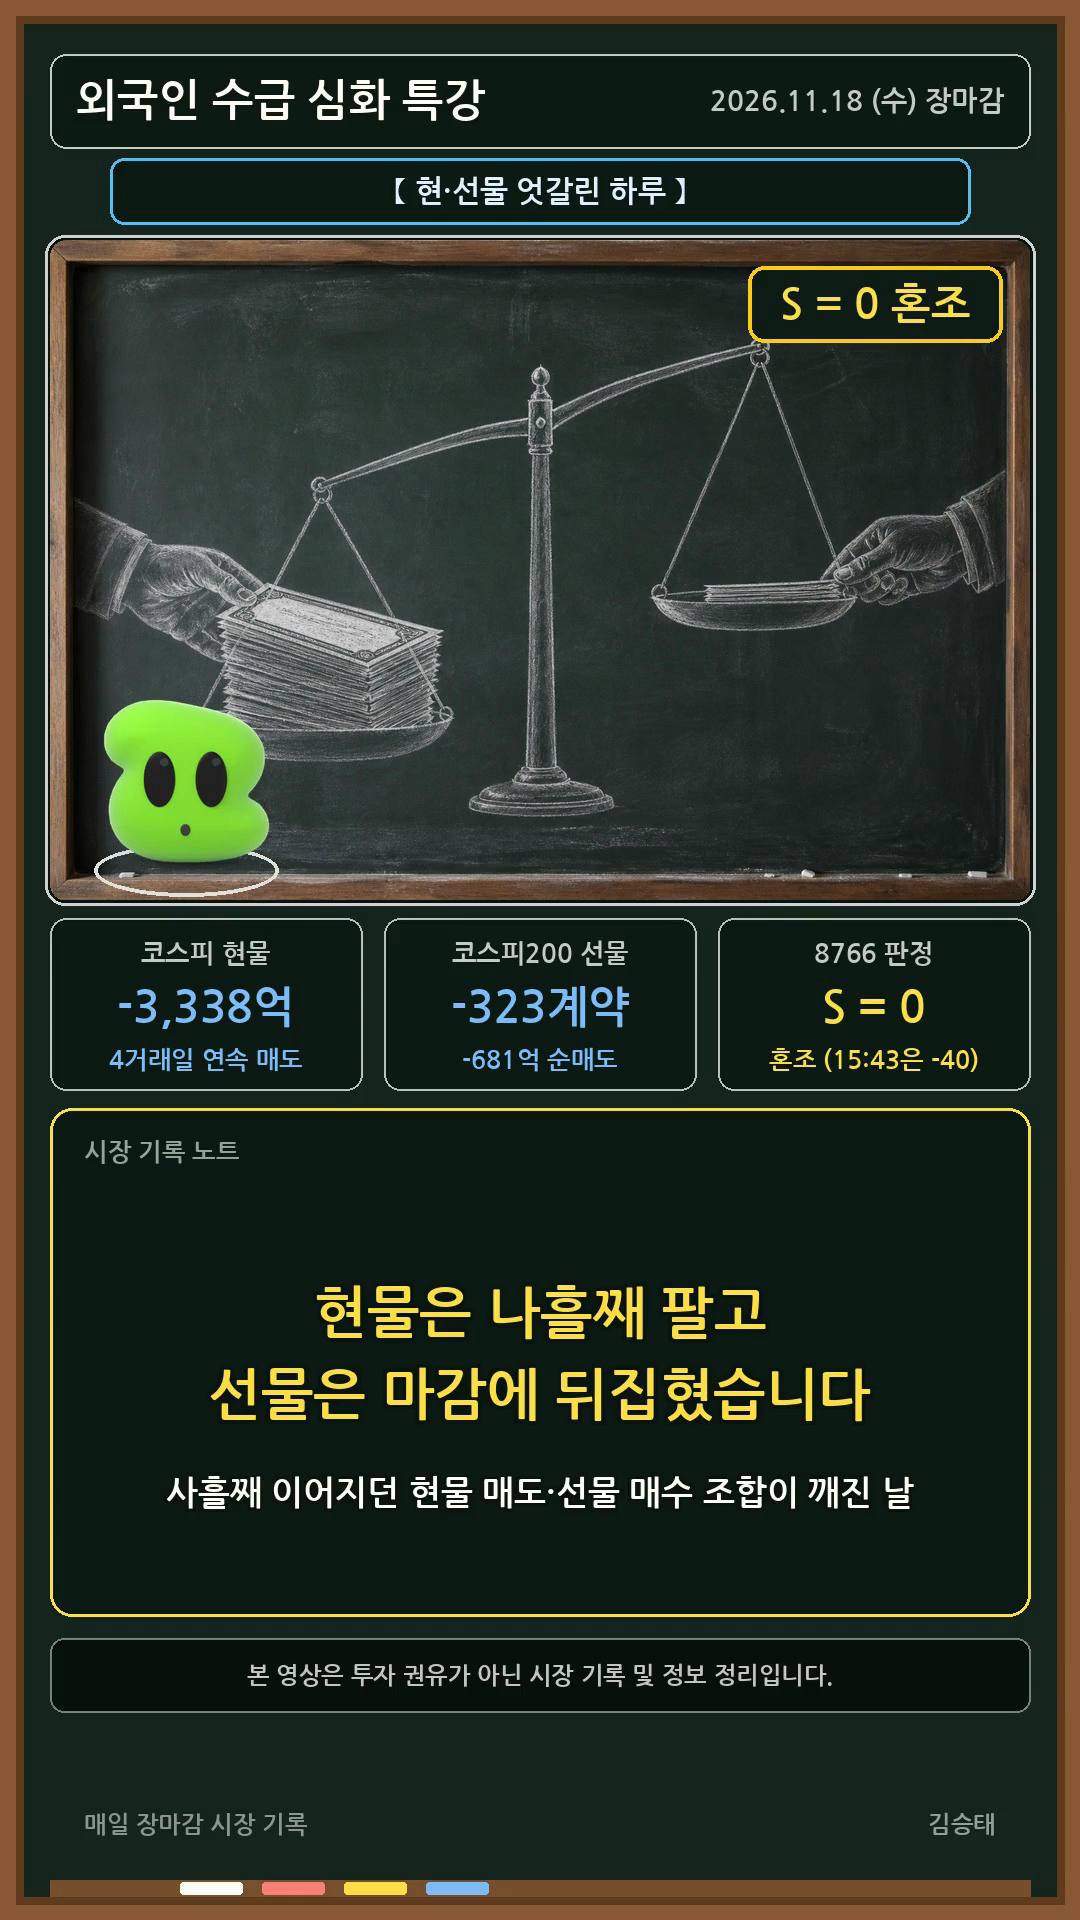 외국인 수급 심화 특강
2026.11.18 (수) 장마감
【 현·선물 엇갈린 하루 】
S = 0 혼조
코스피 현물
-3,338억
4거래일 연속 매도
코스피200 선물
-323계약
-681억 순매도
8766 판정
S = 0
혼조 (15:43은 -40)
시장 기록 노트
현물은 나흘째 팔고
선물은 마감에 뒤집혔습니다
사흘째 이어지던 현물 매도·선물 매수 조합이 깨진 날
본 영상은 투자 권유가 아닌 시장 기록 및 정보 정리입니다.
매일 장마감 시장 기록
김승태